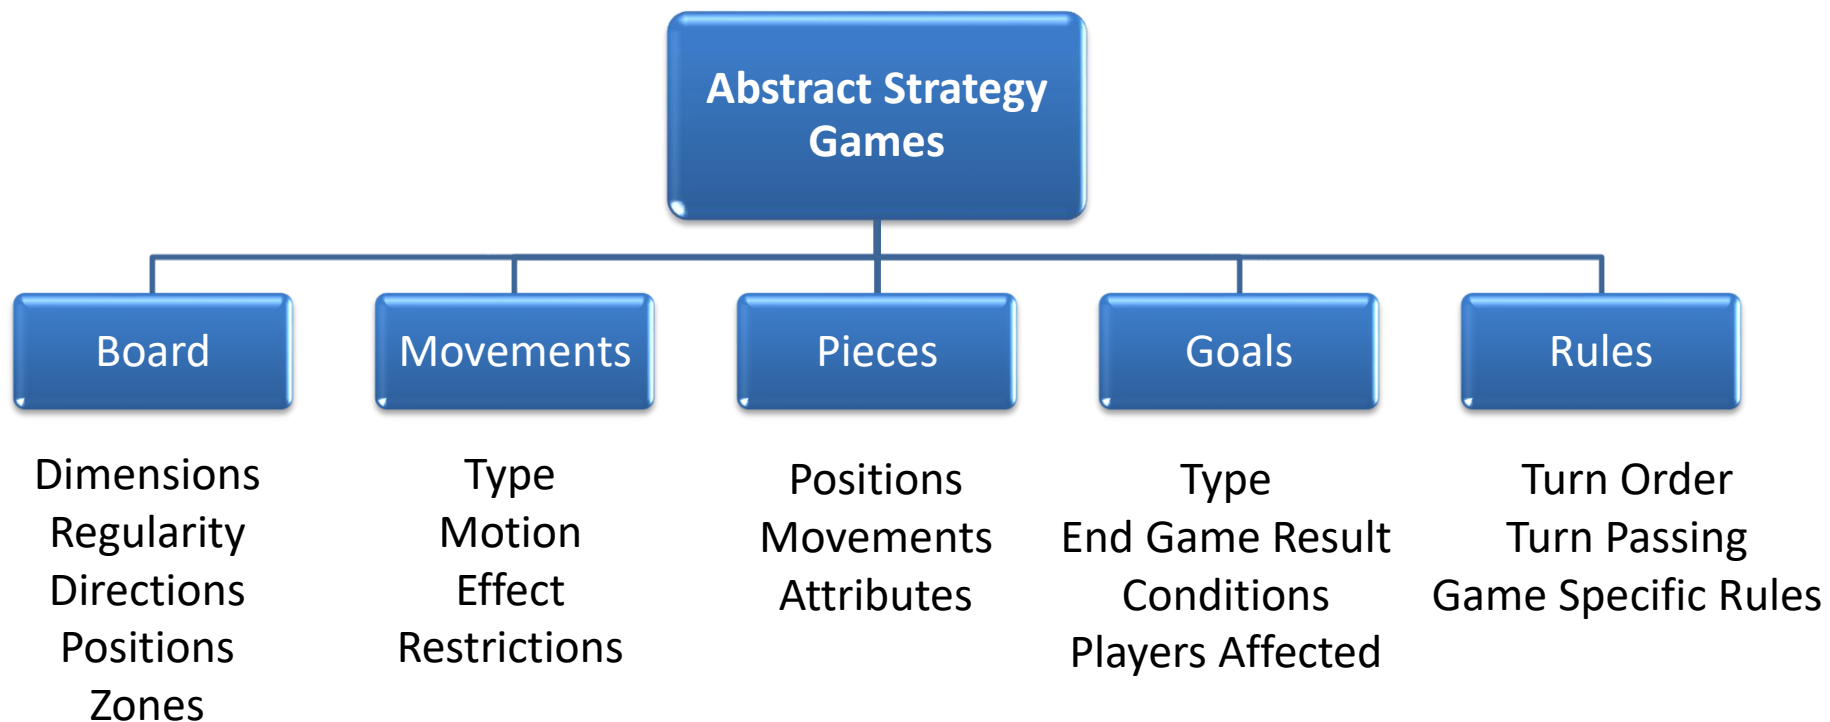 Abstract Strategy
Games
Board
Movements
Pieces
Goals
Rules
Dimensions
Regularity
Directions
Positions
Zones
Type
Motion
Effect
Restrictions
Positions
Movements
Attributes
Type
End Game Result
Conditions
Players Affected
Turn Order
Turn Passing
Game Specific Rules